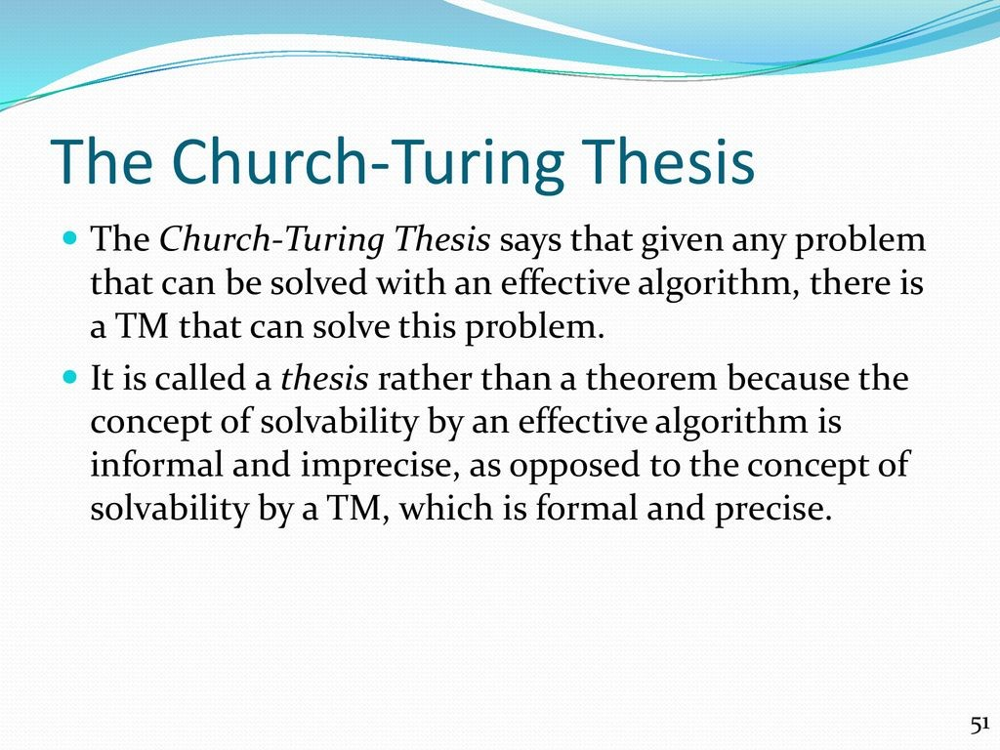 The Church-Turing Thesis
• The Church-Turing Thesis says that given any problem
that can be solved with an effective algorithm, there is
a TM that can solve this problem.
• It is called a thesis rather than a theorem because the
concept of solvability by an effective algorithm is
informal and imprecise, as opposed to the concept of
solvability by a TM, which is formal and precise.
51